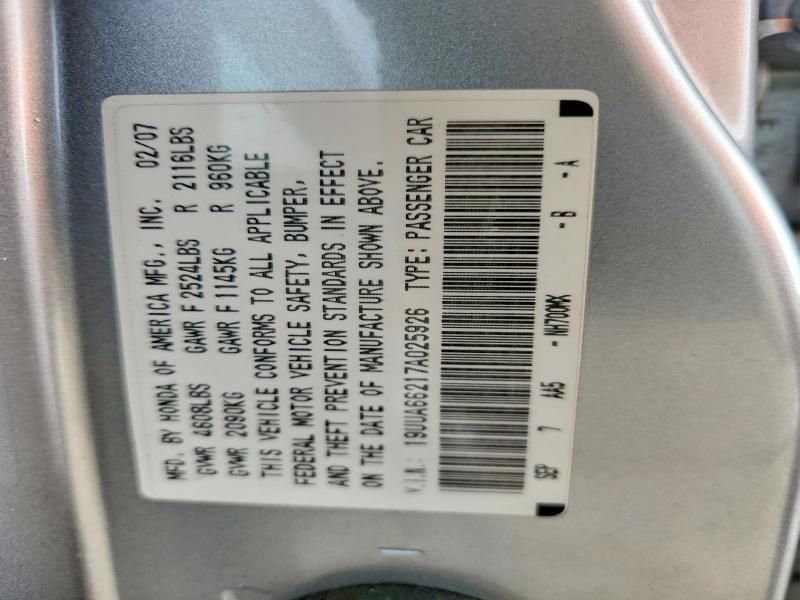 MFD. BY HONDA OF AMERICA MFG., INC. 02/07
GVWR 4608LBS GAWR F 2524LBS R 2116LBS
GVWR 2090KG GAWR F 1145KG R 960KG
THIS VEHICLE CONFORMS TO ALL APPLICABLE
FEDERAL MOTOR VEHICLE SAFETY, BUMPER,
AND THEFT PREVENTION STANDARDS IN EFFECT
ON THE DATE OF MANUFACTURE SHOWN ABOVE.
V.I.N.: 19UUA66217A025926 TYPE: PASSENGER CAR
SEP 7 AA5 - NH700MX - B - A